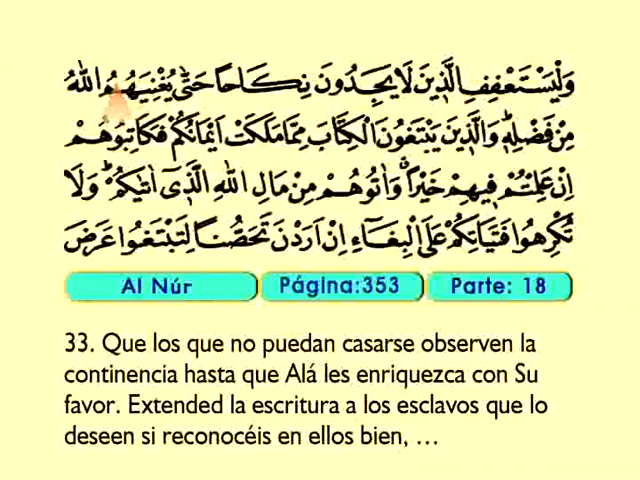 وَلْيَسْتَعْفِفِ الَّذِينَ لَا يَجِدُونَ نِكَاحًا حَتَّىٰ يُغْنِيَهُمُ اللَّهُ
مِنْ فَضْلِهِ وَالَّذِينَ يَبْتَغُونَ الْكِتَابَ مِمَّا مَلَكَتْ اَيْمَانُكُمْ فَكَاتِبُوهُمْ
اِنْ عَلِمْتُمْ فِيهِمْ خَيْرًا وَاٰتُوهُمْ مِنْ مَالِ اللَّهِ الَّذِٓى اٰتٰيكُمْ وَلَا
تُكْرِهُوا فَتَيَاتِكُمْ عَلَى الْبِغَٓاءِ اِنْ اَرَدْنَ تَحَصُّنًا لِتَبْتَغُوا عَرَضَ
Al Núr Página:353 Parte: 18
33. Que los que no puedan casarse observen la
continencia hasta que Alá les enriquezca con Su
favor. Extended la escritura a los esclavos que lo
deseen si reconocéis en ellos bien, …